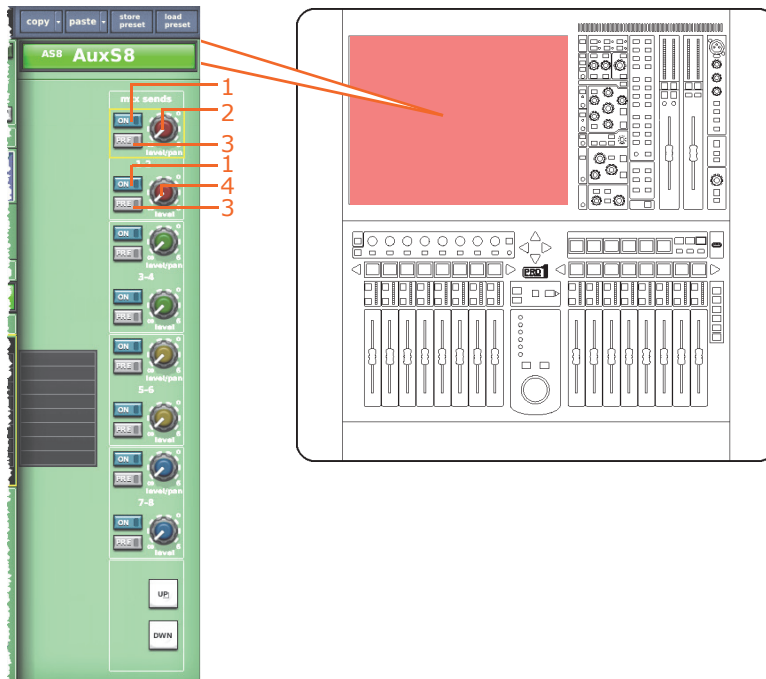 copy paste store preset load preset
AS8 AuxS8
mix sends
1
ON
2
PRE
3
level/pan
1
ON
4
PRE
3
level
ON
PRE
level/pan
3-4
ON
PRE
level
ON
PRE
level/pan
5-6
ON
PRE
level
ON
PRE
level/pan
7-8
ON
PRE
level
UP
DWN
PRO1